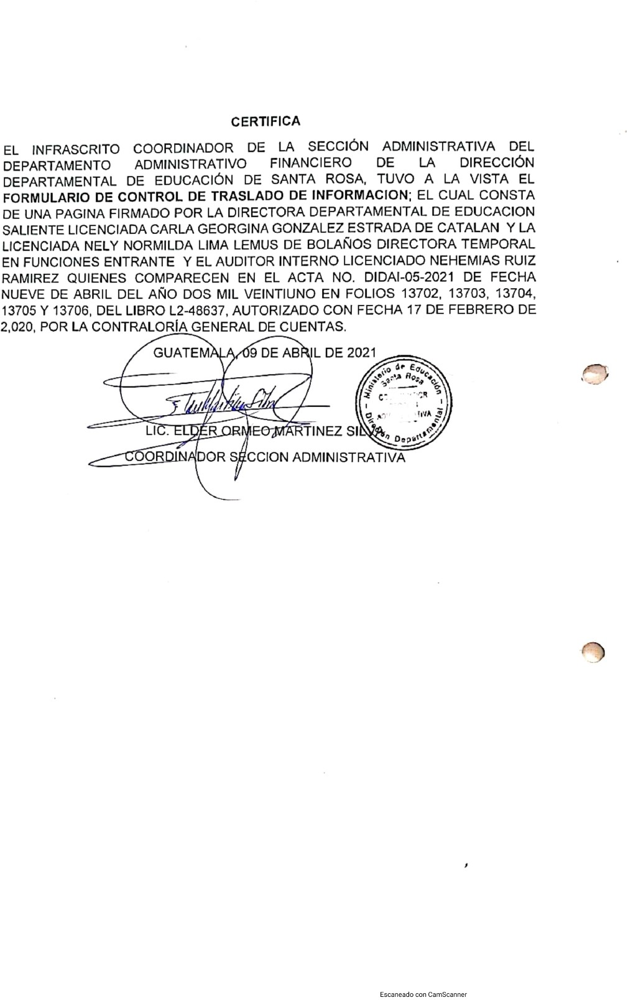 CERTIFICA
EL INFRASCRITO COORDINADOR DE LA SECCIÓN ADMINISTRATIVA DEL
DEPARTAMENTO ADMINISTRATIVO FINANCIERO DE LA DIRECCIÓN
DEPARTAMENTAL DE EDUCACIÓN DE SANTA ROSA, TUVO A LA VISTA EL
FORMULARIO DE CONTROL DE TRASLADO DE INFORMACION; EL CUAL CONSTA
DE UNA PAGINA FIRMADO POR LA DIRECTORA DEPARTAMENTAL DE EDUCACION
SALIENTE LICENCIADA CARLA GEORGINA GONZALEZ ESTRADA DE CATALAN Y LA
LICENCIADA NELY NORMILDA LIMA LEMUS DE BOLAÑOS DIRECTORA TEMPORAL
EN FUNCIONES ENTRANTE Y EL AUDITOR INTERNO LICENCIADO NEHEMIAS RUIZ
RAMIREZ QUIENES COMPARECEN EN EL ACTA NO. DIDAI-05-2021 DE FECHA
NUEVE DE ABRIL DEL AÑO DOS MIL VEINTIUNO EN FOLIOS 13702, 13703, 13704,
13705 Y 13706, DEL LIBRO L2-48637, AUTORIZADO CON FECHA 17 DE FEBRERO DE
2,020, POR LA CONTRALORÍA GENERAL DE CUENTAS.
GUATEMALA, 09 DE ABRIL DE 2021
Ministerio de Educación
Santa Rosa
Dirección Departamental
LIC. ELDER ORMEO MARTINEZ SILVA
COORDINADOR SECCION ADMINISTRATIVA
Escaneado con CamScanner